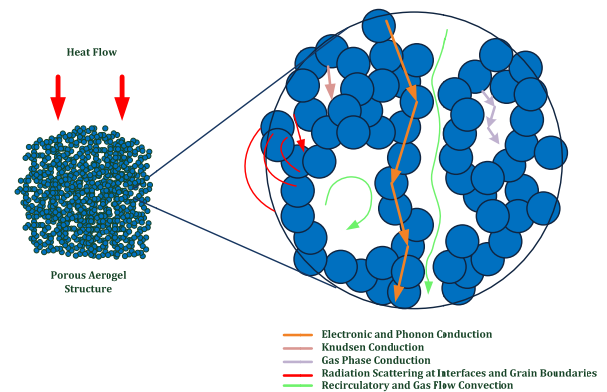 Heat Flow
Porous Aerogel
Structure
Electronic and Phonon Conduction
Knudsen Conduction
Gas Phase Conduction
Radiation Scattering at Interfaces and Grain Boundaries
Recirculatory and Gas Flow Convection